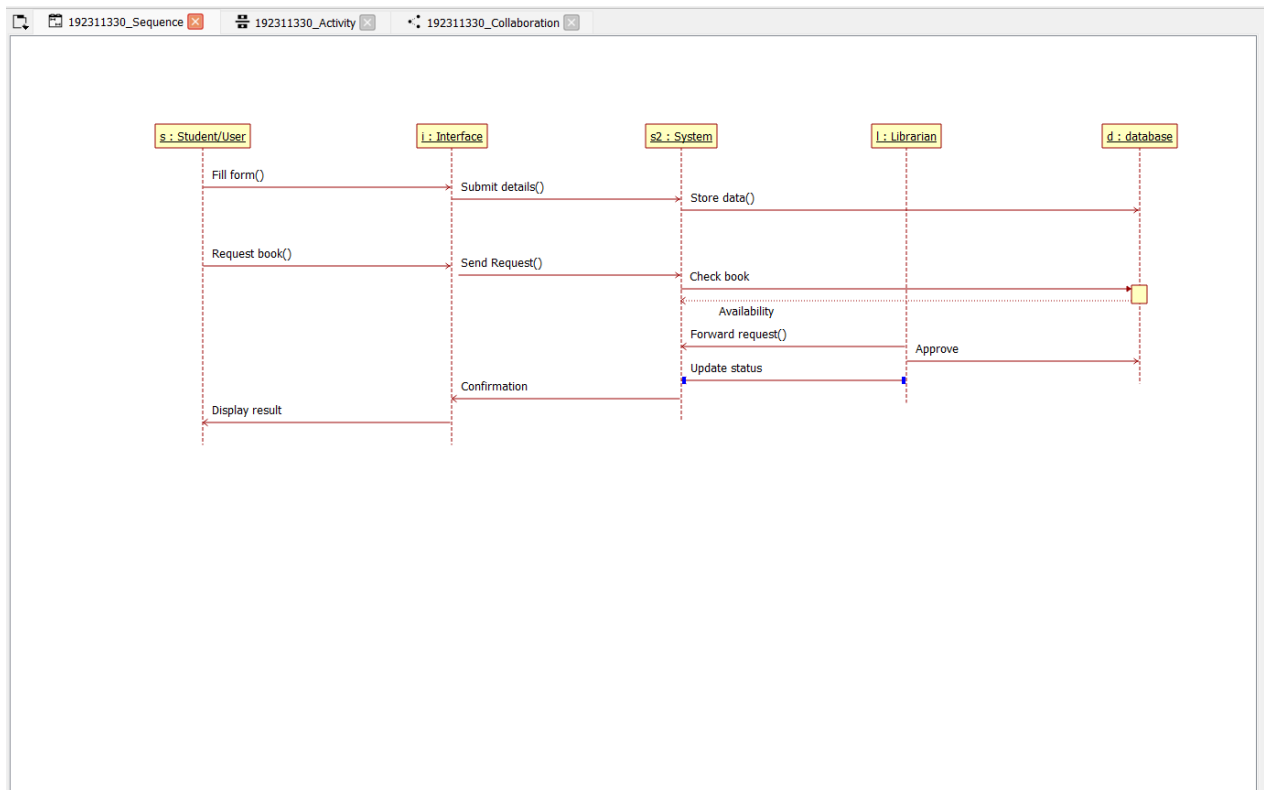 192311330_Sequence
192311330_Activity
192311330_Collaboration
s : Student/User
i : Interface
s2 : System
l : Librarian
d : database
Fill form()
Submit details()
Store data()
Request book()
Send Request()
Check book
Availability
Forward request()
Approve
Update status
Confirmation
Display result